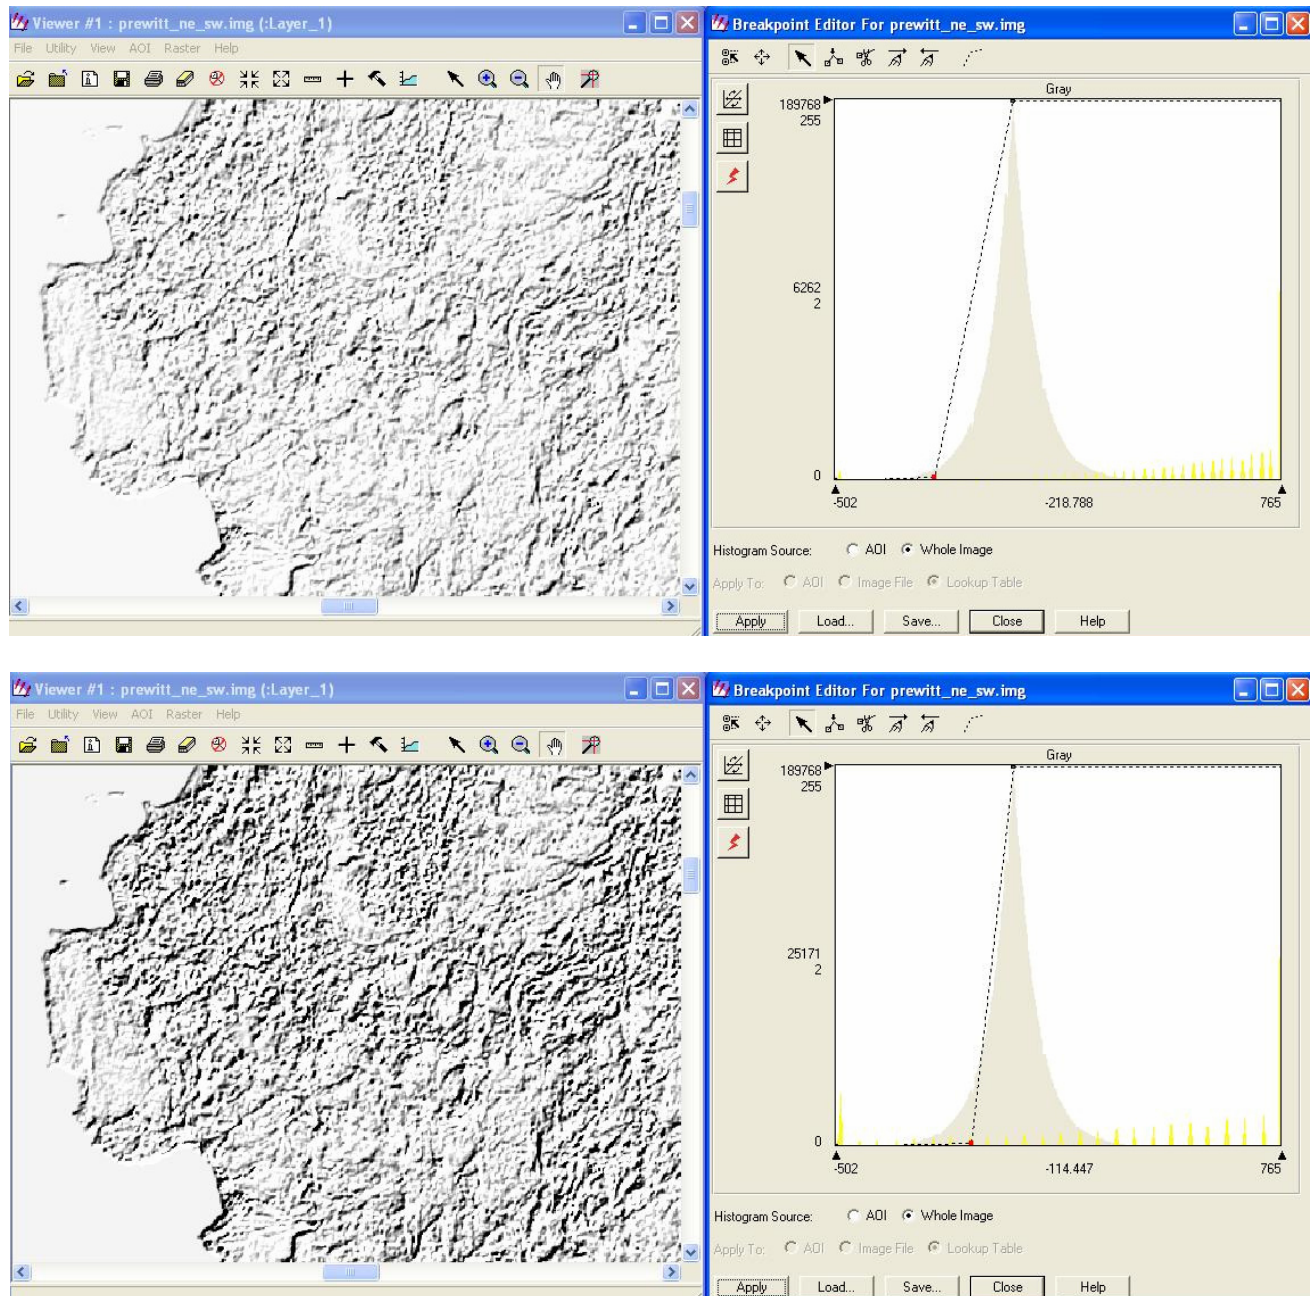 Viewer #1 : prewitt_ne_sw.img (:Layer_1)
File Utility View AOI Raster Help
Breakpoint Editor For prewitt_ne_sw.img
Gray
189768
255
6262
2
0
-502 -218.788 765
Histogram Source: AOI Whole Image
Apply To: AOI Image File Lookup Table
Apply Load... Save... Close Help
Viewer #1 : prewitt_ne_sw.img (:Layer_1)
File Utility View AOI Raster Help
Breakpoint Editor For prewitt_ne_sw.img
Gray
189768
255
25171
2
0
-502 -114.447 765
Histogram Source: AOI Whole Image
Apply To: AOI Image File Lookup Table
Apply Load... Save... Close Help